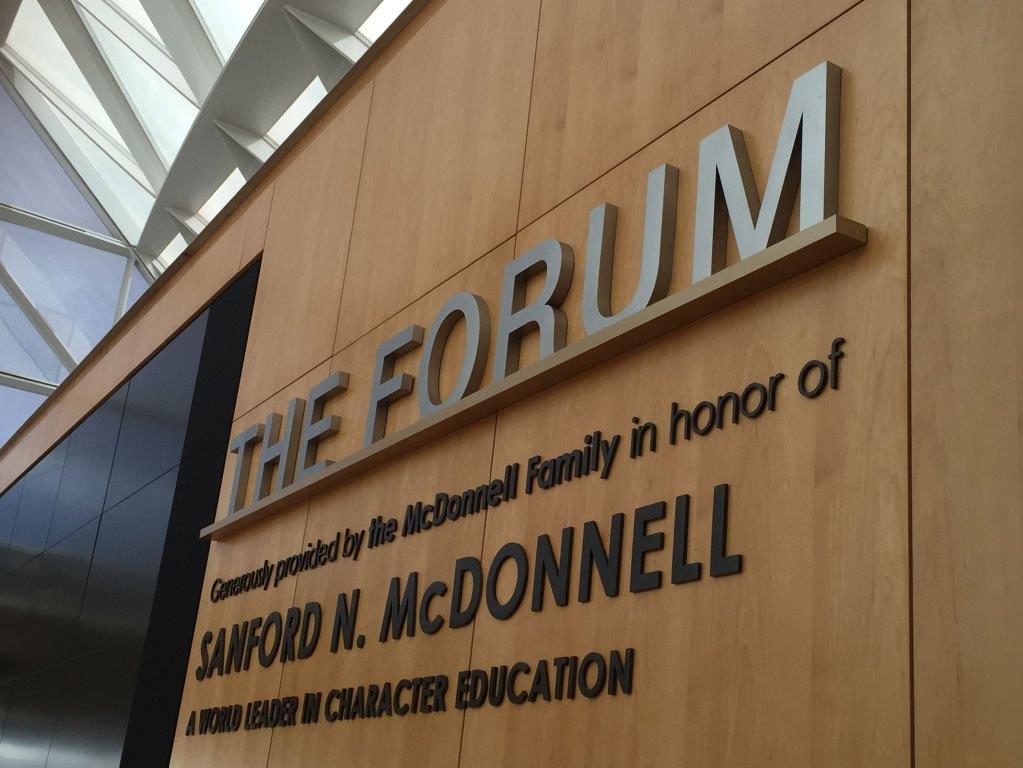 THE FORUM
Generously provided by the McDonnell Family in honor of
SANFORD N. McDONNELL
A WORLD LEADER IN CHARACTER EDUCATION